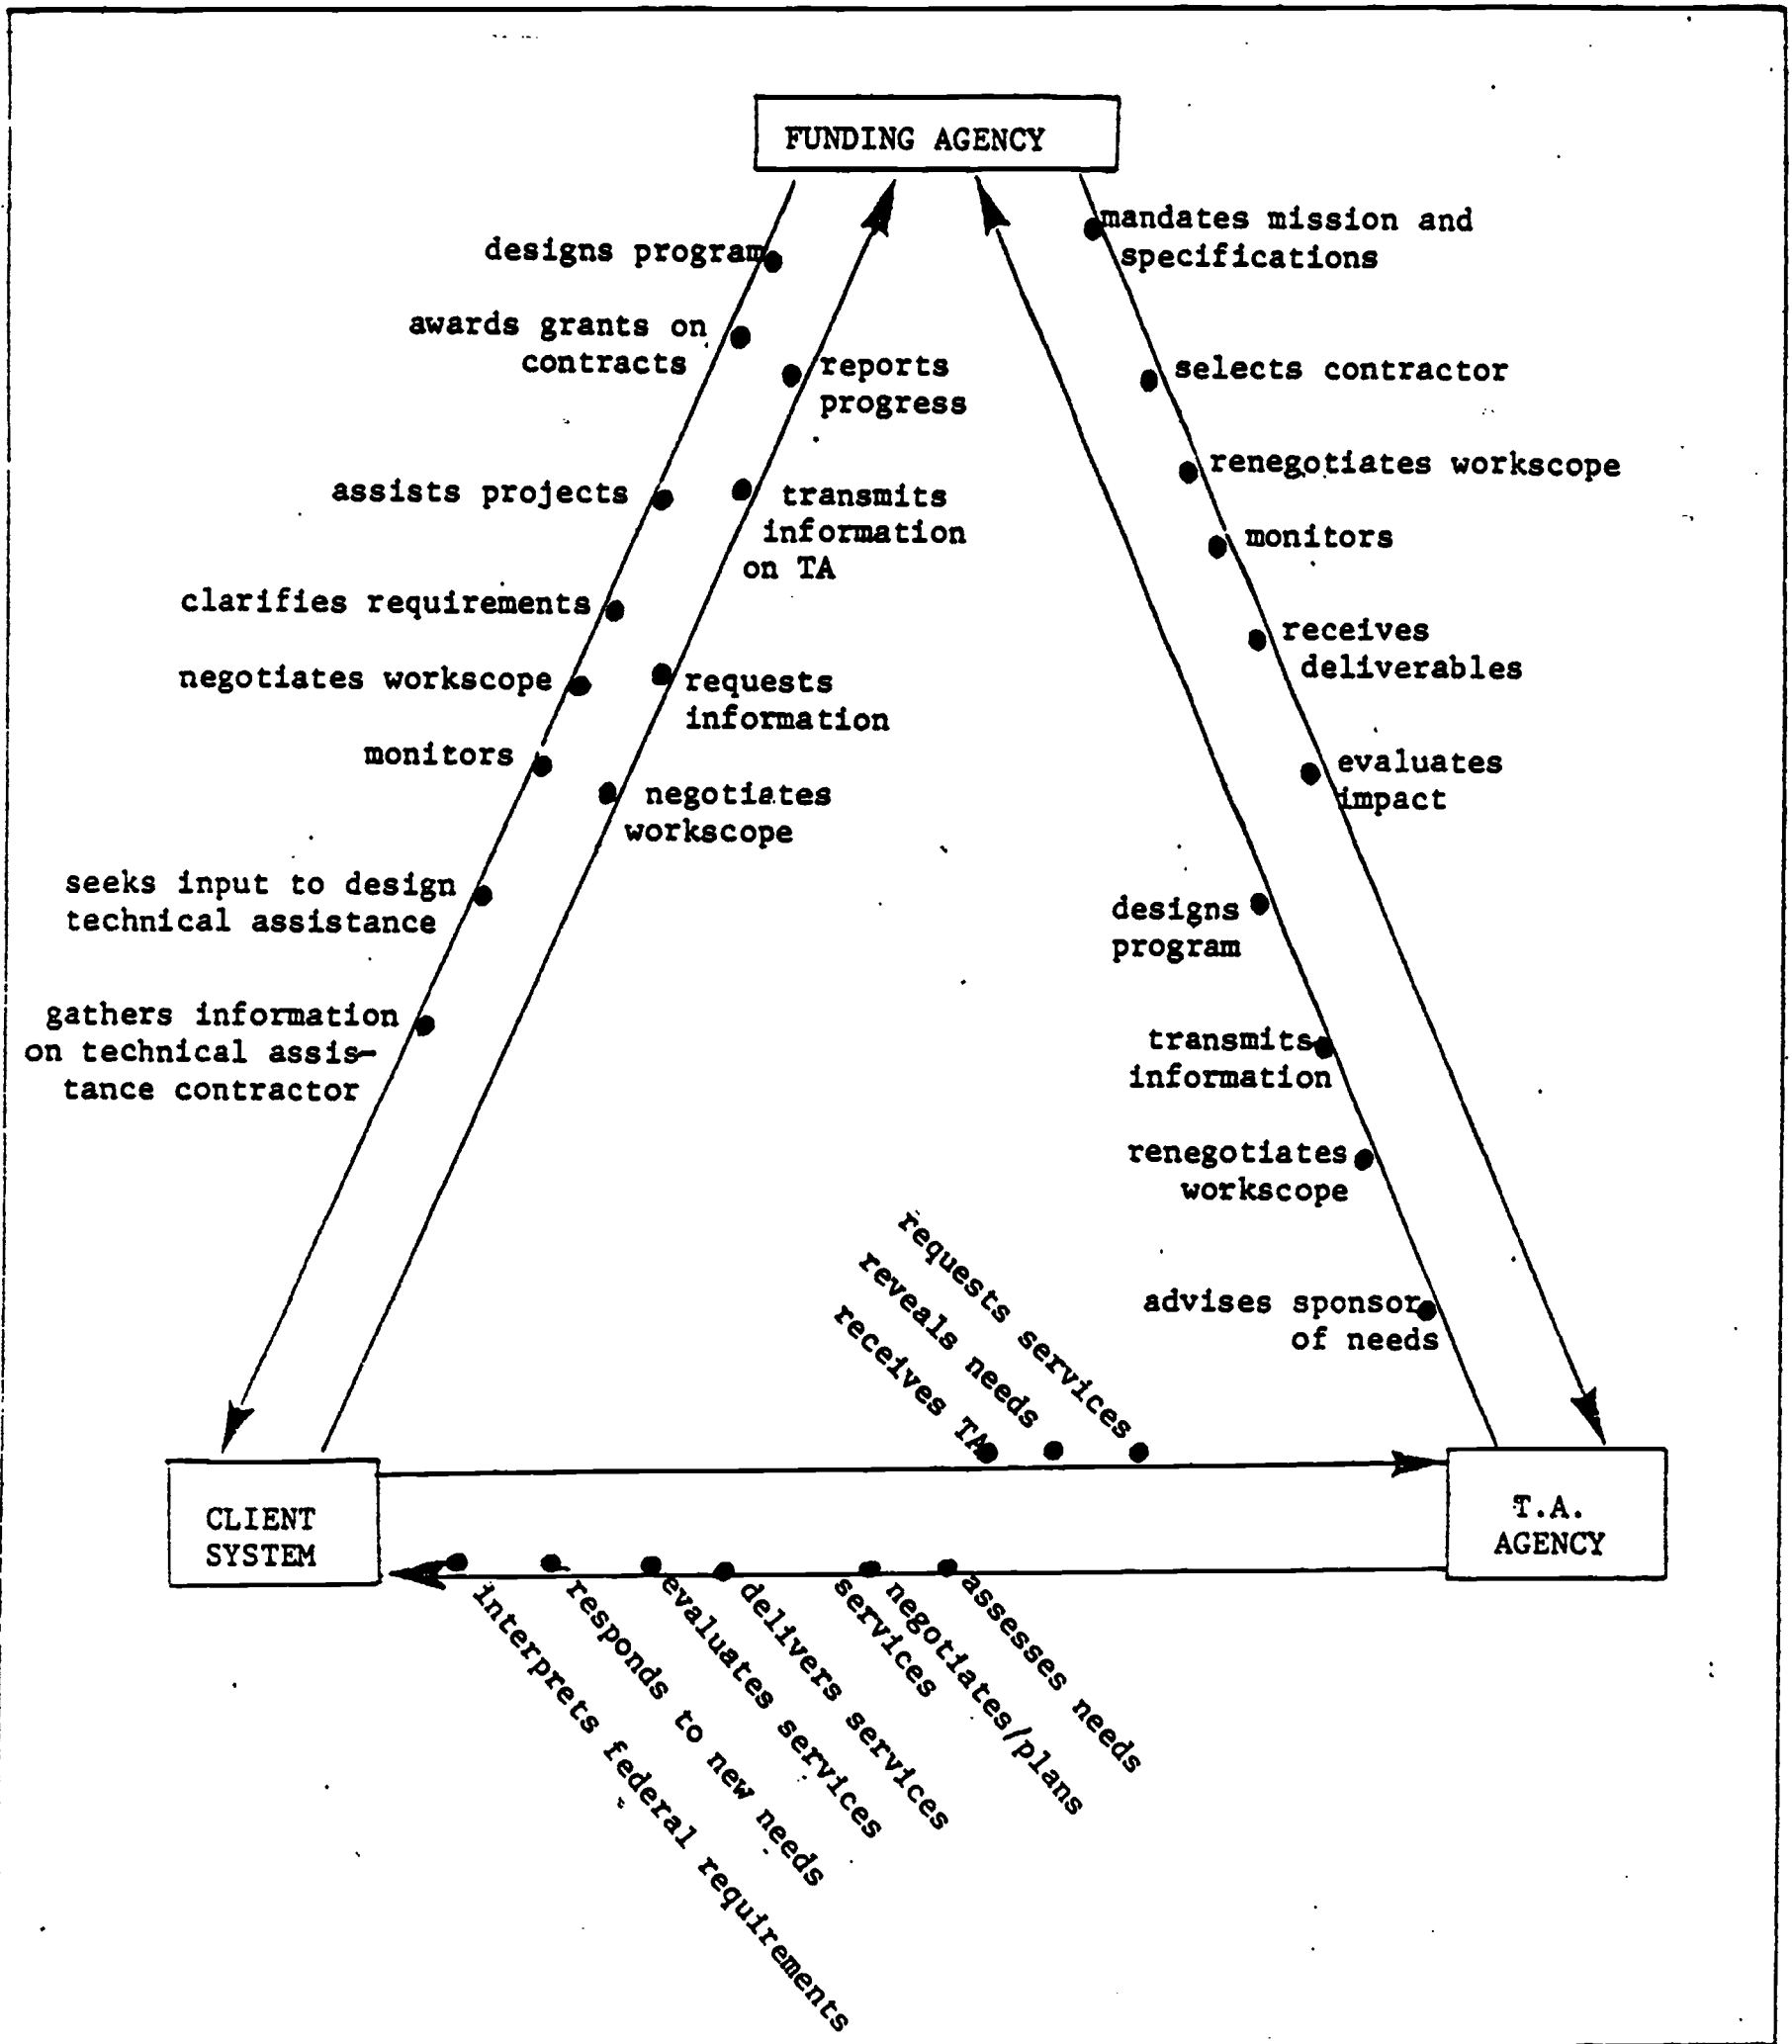 FUNDING AGENCY
designs program
awards grants on
contracts
assists projects
clarifies requirements
negotiates workscope
monitors
seeks input to design
technical assistance
gathers information
on technical assis-
tance contractor
reports
progress
transmits
information
on TA
requests
information
negotiates
workscope
mandates mission and
specifications
selects contractor
renegotiates workscope
monitors
receives
deliverables
evaluates
impact
designs
program
transmits
information
renegotiates
workscope
advises sponsor
of needs
requests services
reveals needs
receives TA
CLIENT
SYSTEM
T.A.
AGENCY
interprets federal requirements
responds to new needs
evaluates services
delivers services
negotiates/plans
services
assesses needs